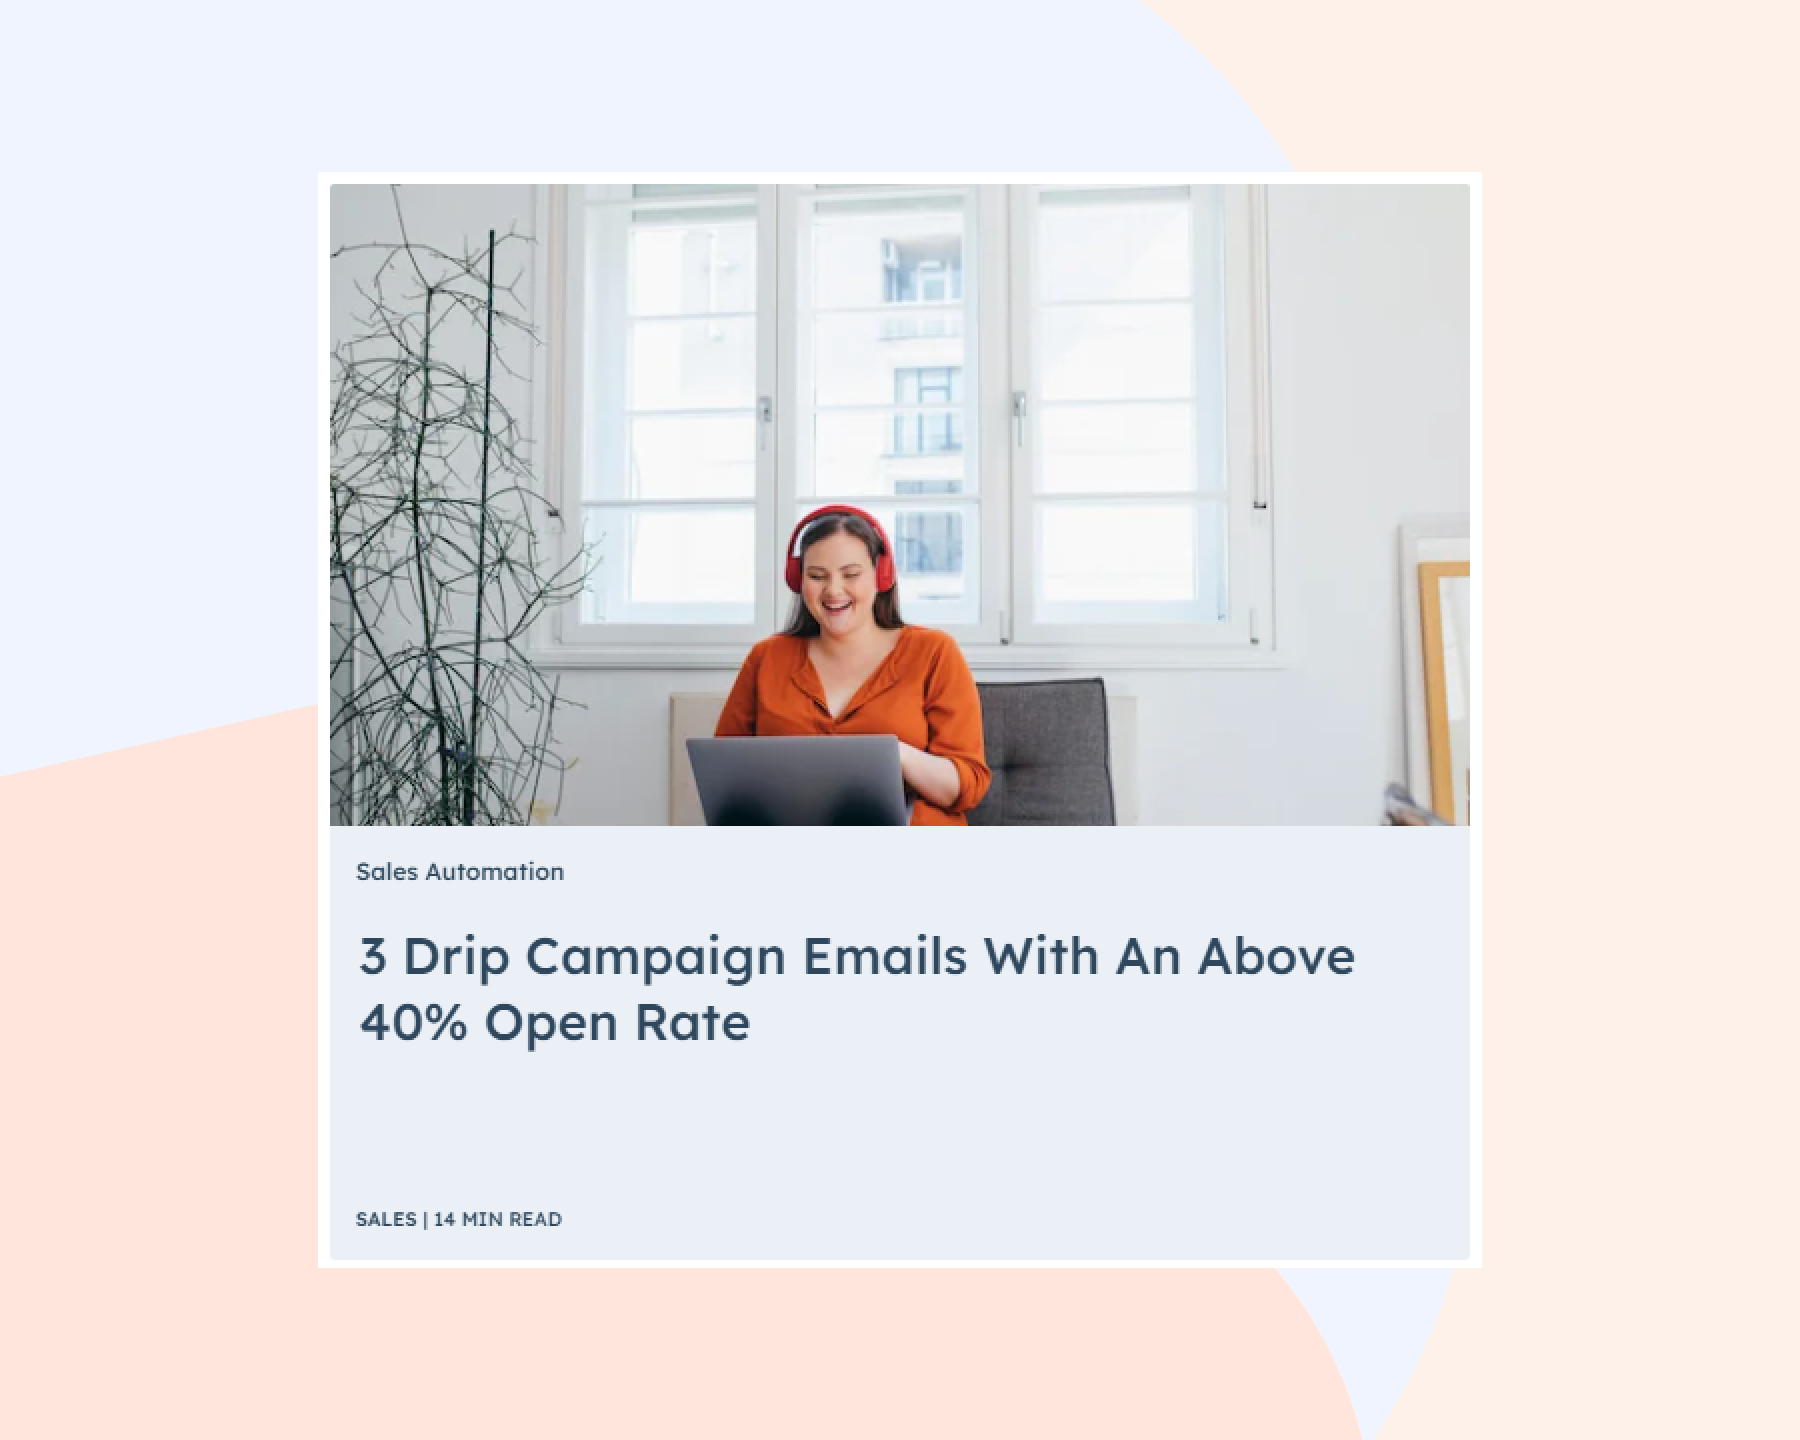 Sales Automation
3 Drip Campaign Emails With An Above
40% Open Rate
SALES | 14 MIN READ